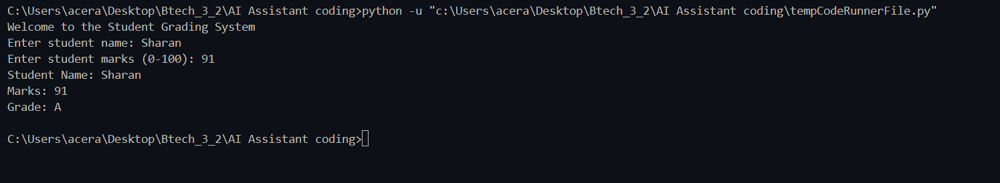 C:\Users\acera\Desktop\Btech_3_2\AI Assistant coding>python -u "c:\Users\acera\Desktop\Btech_3_2\AI Assistant coding\tempCodeRunnerFile.py"
Welcome to the Student Grading System
Enter student name: Sharan
Enter student marks (0-100): 91
Student Name: Sharan
Marks: 91
Grade: A
C:\Users\acera\Desktop\Btech_3_2\AI Assistant coding>